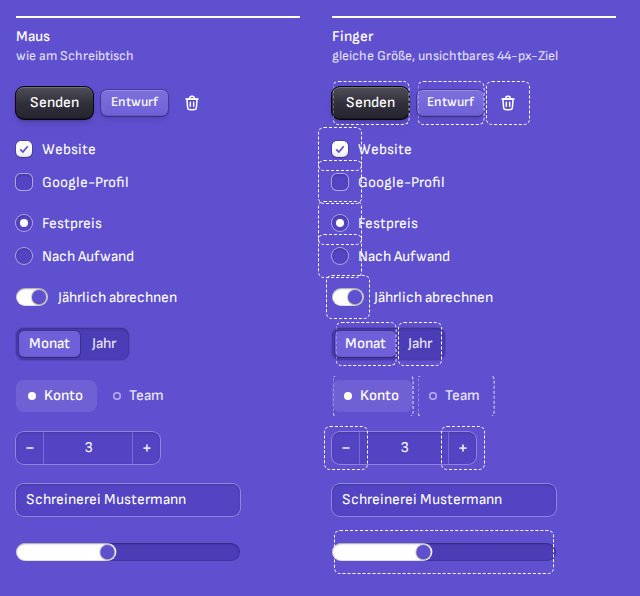 Maus
wie am Schreibtisch
Senden
Entwurf
Website
Google-Profil
Festpreis
Nach Aufwand
Jährlich abrechnen
Monat
Jahr
Konto
Team
− 3 +
Schreinerei Mustermann
Finger
gleiche Größe, unsichtbares 44-px-Ziel
Senden
Entwurf
Website
Google-Profil
Festpreis
Nach Aufwand
Jährlich abrechnen
Monat
Jahr
Konto
Team
− 3 +
Schreinerei Mustermann